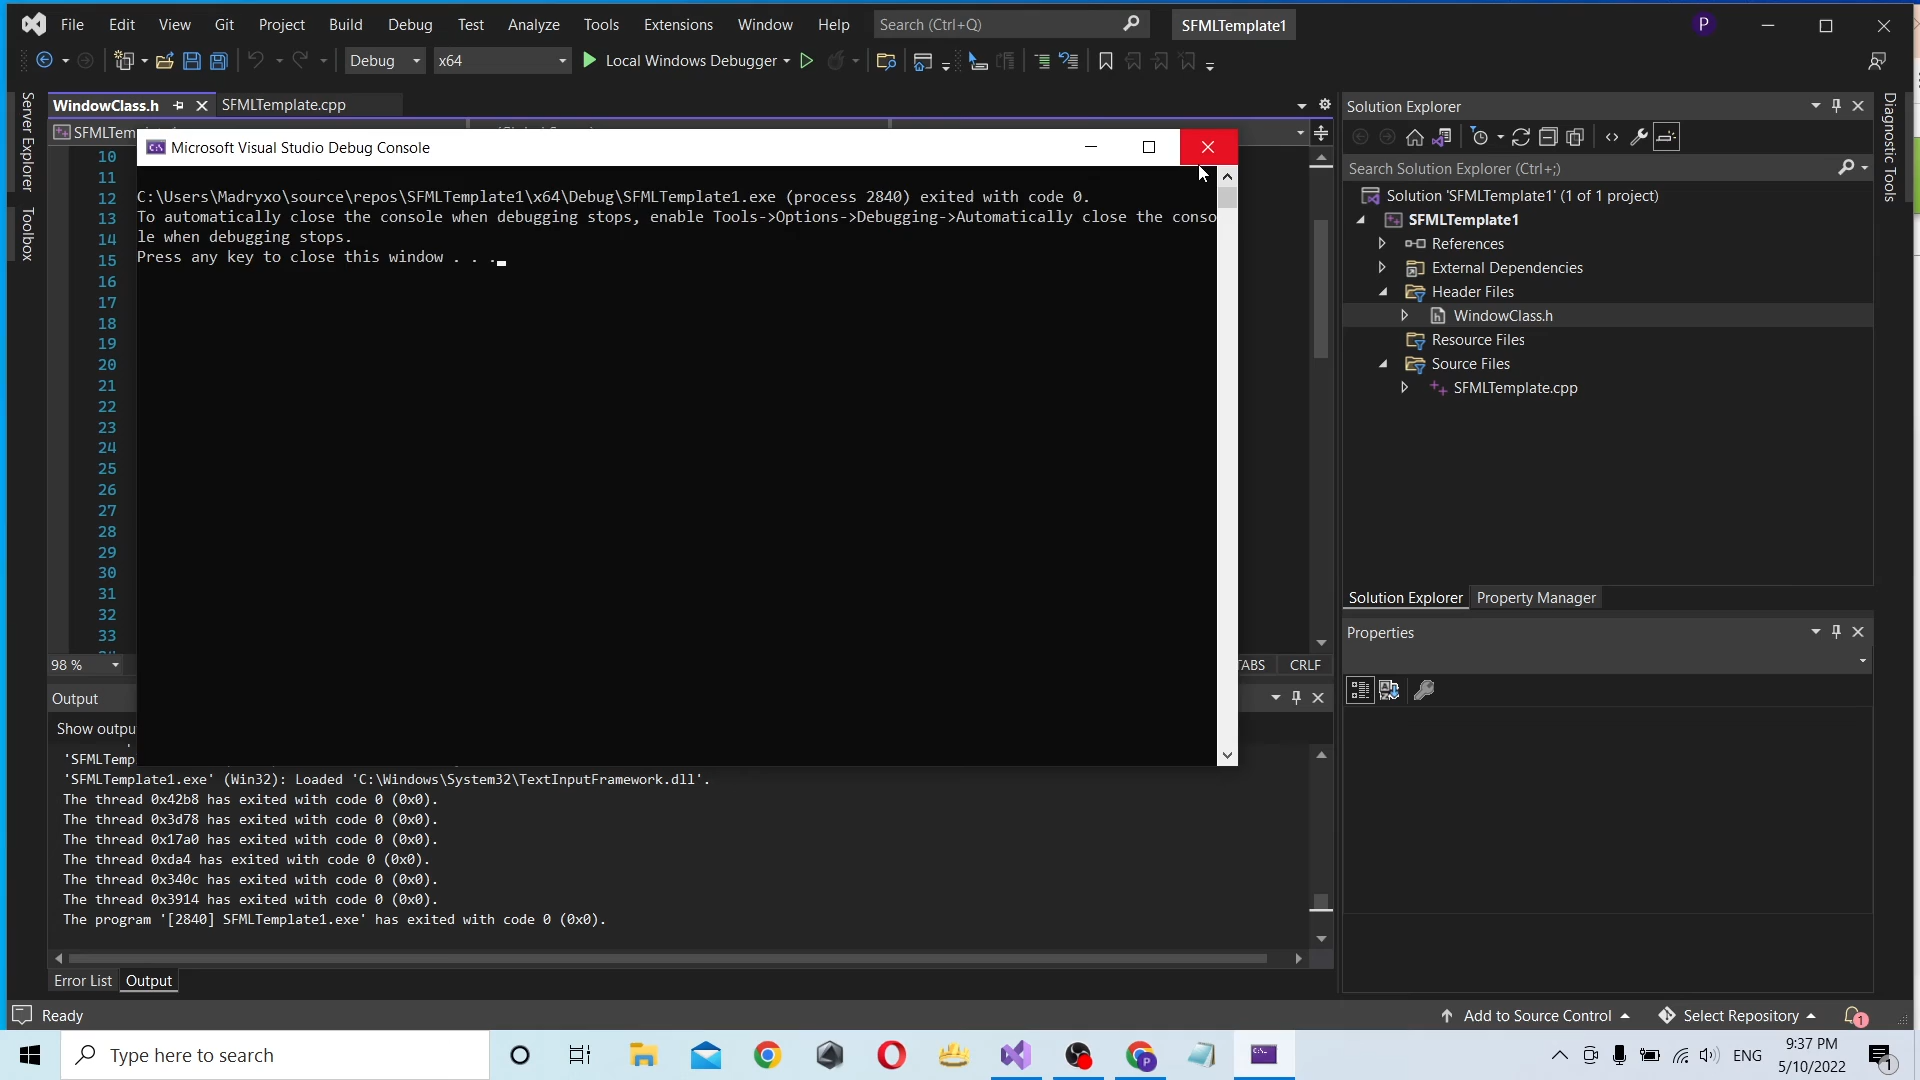 File Edit View Git Project Build Debug Test Analyze Tools Extensions Window Help Search (Ctrl+Q) SFMLTemplate1 P
Debug x64 Local Windows Debugger
Server Explorer
Toolbox
WindowClass.h SFMLTemplate.cpp
Microsoft Visual Studio Debug Console
10
11
12
13
14
15
16
17
18
19
20
21
22
23
24
25
26
27
28
29
30
31
32
33
C:\Users\Madryxo\source\repos\SFMLTemplate1\x64\Debug\SFMLTemplate1.exe (process 2840) exited with code 0.
To automatically close the console when debugging stops, enable Tools->Options->Debugging->Automatically close the conso
le when debugging stops.
Press any key to close this window . . .
98 % TABS CRLF
Output
Show outpu
'SFMLTemp
'SFMLTemplate1.exe' (Win32): Loaded 'C:\Windows\System32\TextInputFramework.dll'.
The thread 0x42b8 has exited with code 0 (0x0).
The thread 0x3d78 has exited with code 0 (0x0).
The thread 0x17a0 has exited with code 0 (0x0).
The thread 0xda4 has exited with code 0 (0x0).
The thread 0x340c has exited with code 0 (0x0).
The thread 0x3914 has exited with code 0 (0x0).
The program '[2840] SFMLTemplate1.exe' has exited with code 0 (0x0).
Error List Output
Solution Explorer
Search Solution Explorer (Ctrl+;)
Solution 'SFMLTemplate1' (1 of 1 project)
SFMLTemplate1
References
External Dependencies
Header Files
WindowClass.h
Resource Files
Source Files
SFMLTemplate.cpp
Solution Explorer Property Manager
Properties
Diagnostic Tools
Ready Add to Source Control Select Repository 1
Type here to search ENG 9:37 PM
5/10/2022 1